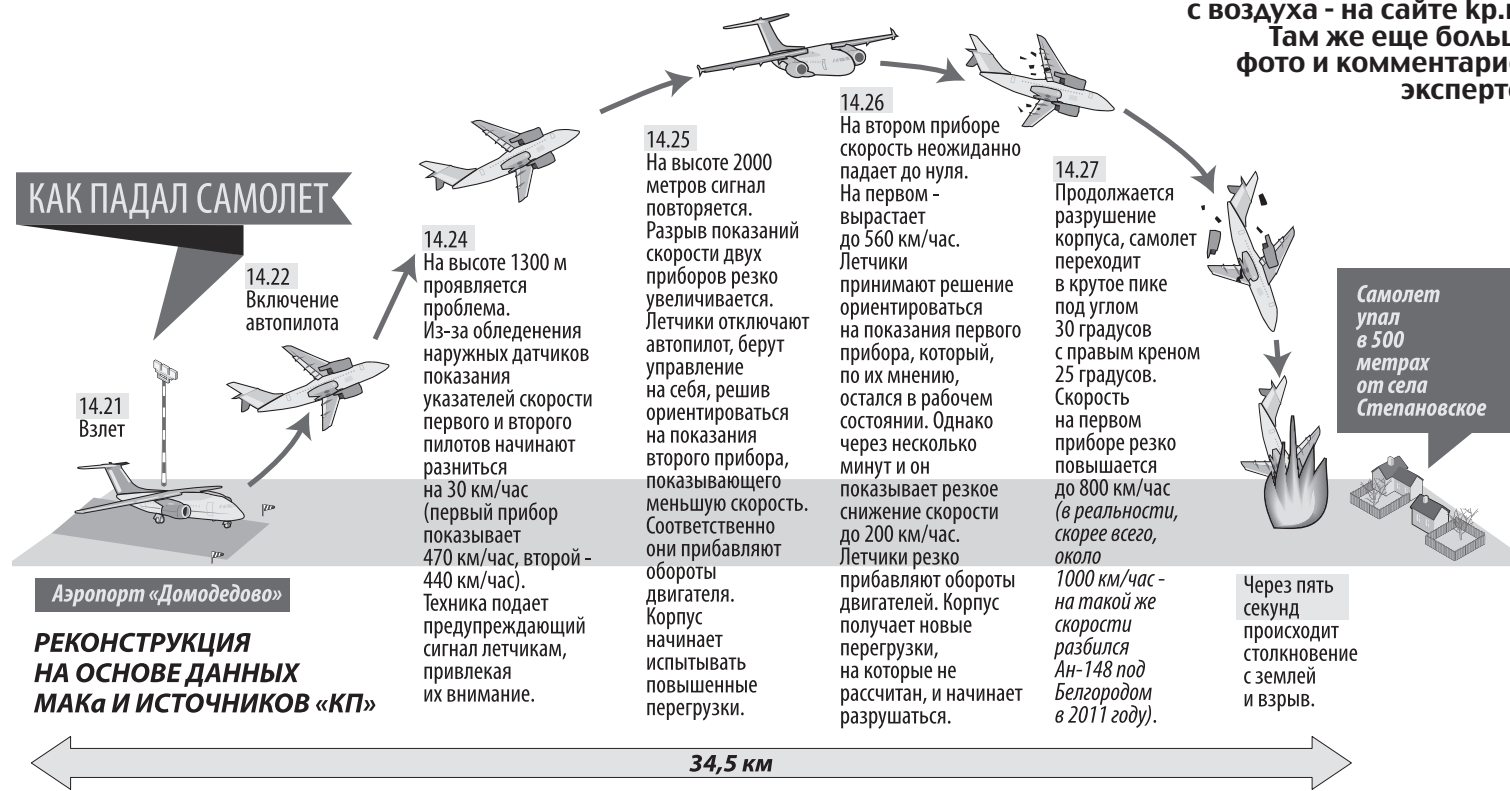 с воздуха - на сайте kp.
Там же еще
фото и
КАК ПАДАЛ САМОЛЕТ
14.21
Взлет
14.22
Включение
автопилота
14.24
На высоте 1300 м
проявляется
проблема.
Из-за обледенения
наружных датчиков
показания
указателей скорости
первого и второго
пилотов начинают
разниться
на 30 км/час
(первый прибор
показывает
470 км/час, второй -
440 км/час).
Техника подает
предупреждающий
сигнал летчикам,
привлекая
их внимание.
14.25
На высоте 2000
метров сигнал
повторяется.
Разрыв показаний
скорости двух
приборов резко
увеличивается.
Летчики отключают
автопилот, берут
управление
на себя, решив
ориентироваться
на показания
второго прибора,
показывающего
меньшую скорость.
Соответственно
они прибавляют
обороты
двигателя.
Корпус
начинает
испытывать
повышенные
перегрузки.
14.26
На втором приборе
скорость неожиданно
падает до нуля.
На первом -
вырастает
до 560 км/час.
Летчики
принимают решение
ориентироваться
на показания первого
прибора, который,
по их мнению,
остался в рабочем
состоянии. Однако
через несколько
минут и он
показывает резкое
снижение скорости
до 200 км/час.
Летчики резко
прибавляют обороты
двигателей. Корпус
получает новые
перегрузки,
на которые не
рассчитан, и начинает
разрушаться.
14.27
Продолжается
разрушение
корпуса, самолет
переходит
в крутое пике
под углом
30 градусов
с правым креном
25 градусов.
Скорость
на первом
приборе резко
повышается
до 800 км/час
(в реальности,
скорее всего,
около
1000 км/час -
на такой же
скорости
разбился
Ан-148 под
Белгородом
в 2011 году).
Через пять
секунд
происходит
столкновение
с землей
и взрыв.
Самолет
упал
в 500
метрах
от села
Степановское
Аэропорт «Домодедово»
РЕКОНСТРУКЦИЯ
НА ОСНОВЕ ДАННЫХ
МАКа И ИСТОЧНИКОВ «КП»
34,5 км